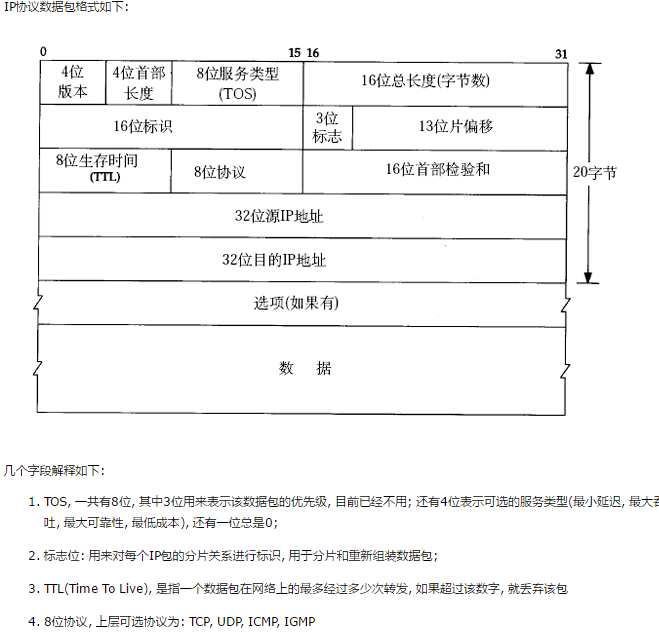 IP协议数据包格式如下:
0 15 16 31
4位 4位首部 8位服务类型 16位总长度(字节数)
版本 长度 (TOS)
16位标识 3位 13位片偏移
标志
8位生存时间 8位协议 16位首部检验和
(TTL)
20字节
32位源IP地址
32位目的IP地址
选项(如果有)
数 据
几个字段解释如下:
1. TOS, 一共有8位, 其中3位用来表示该数据包的优先级, 目前已经不用; 还有4位表示可选的服务类型(最小延迟, 最大吞
吐, 最大可靠性, 最低成本), 还有一位总是0;
2. 标志位: 用来对每个IP包的分片关系进行标识, 用于分片和重新组装数据包;
3. TTL(Time To Live), 是指一个数据包在网络上的最多经过多少次转发, 如果超过该数字, 就丢弃该包
4. 8位协议, 上层可选协议为: TCP, UDP, ICMP, IGMP